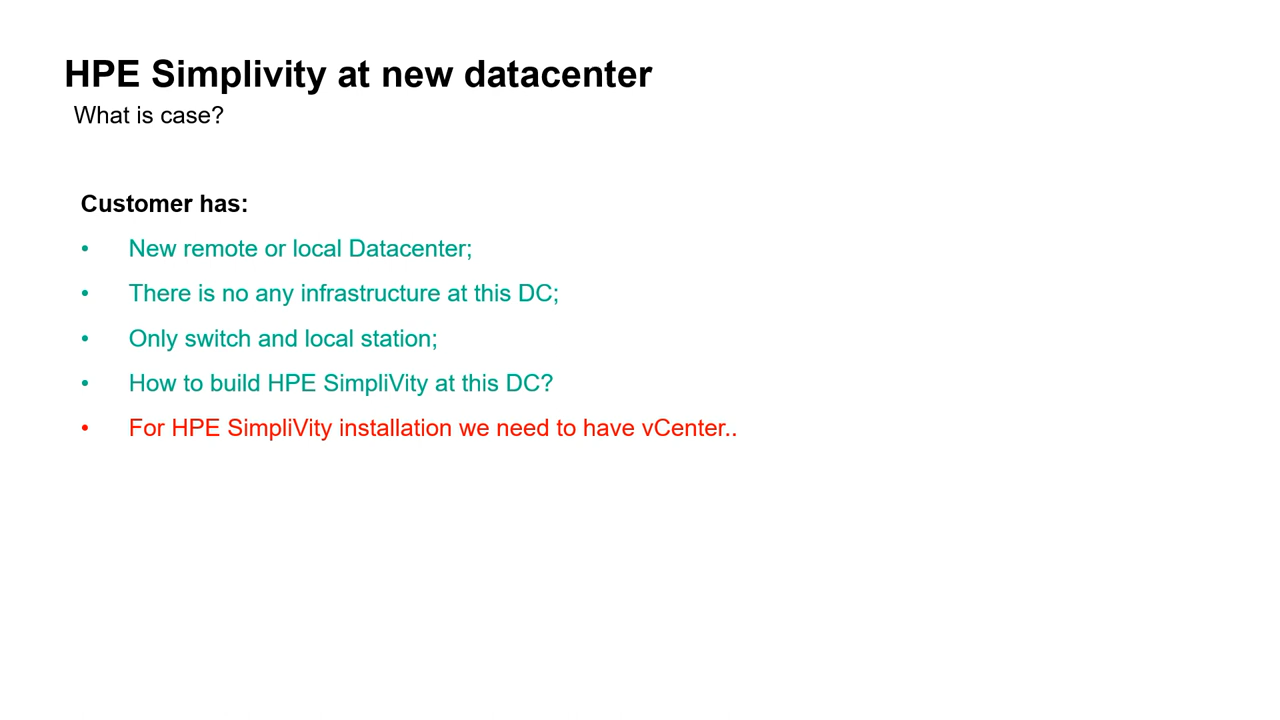 HPE Simplivity at new datacenter
What is case?
Customer has:
• New remote or local Datacenter;
• There is no any infrastructure at this DC;
• Only switch and local station;
• How to build HPE SimpliVity at this DC?
• For HPE SimpliVity installation we need to have vCenter..